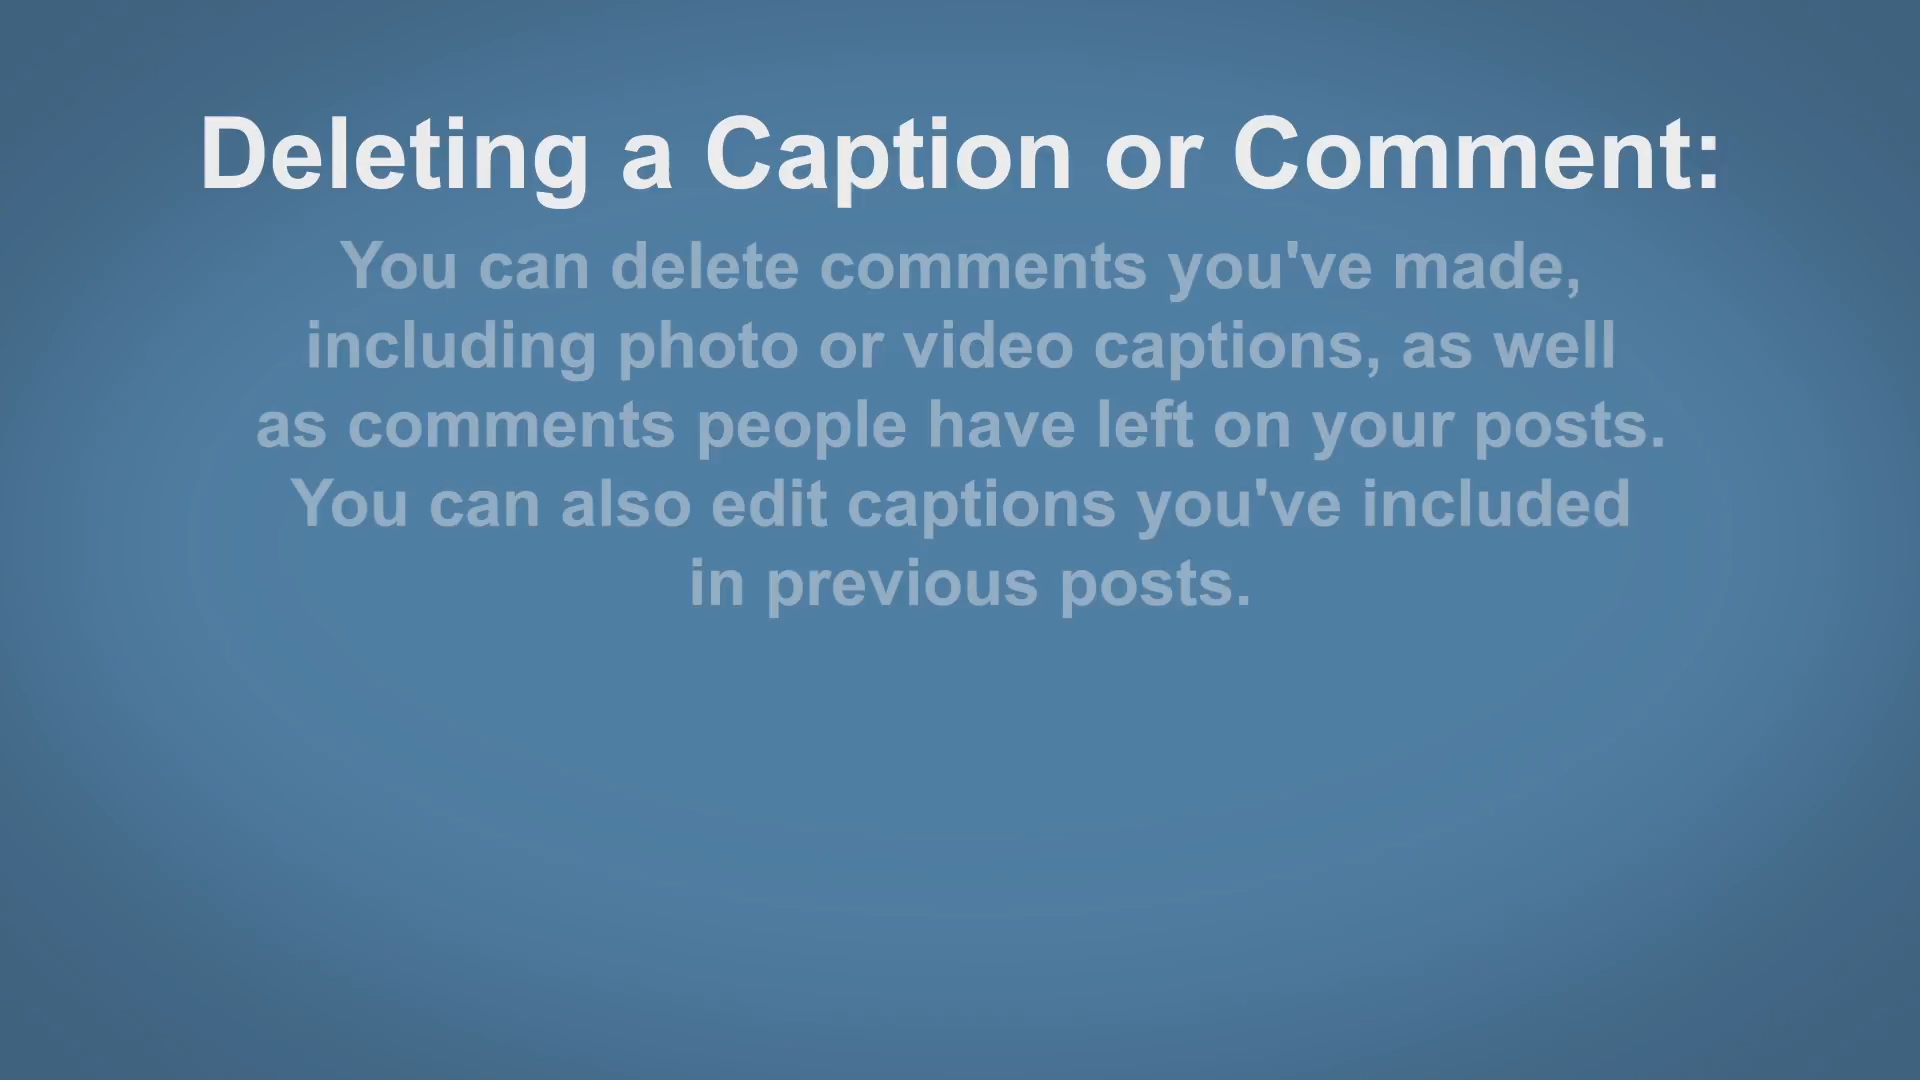 Deleting a Caption or Comment:
You can delete comments you've made,
including photo or video captions, as well
as comments people have left on your posts.
You can also edit captions you've included
in previous posts.